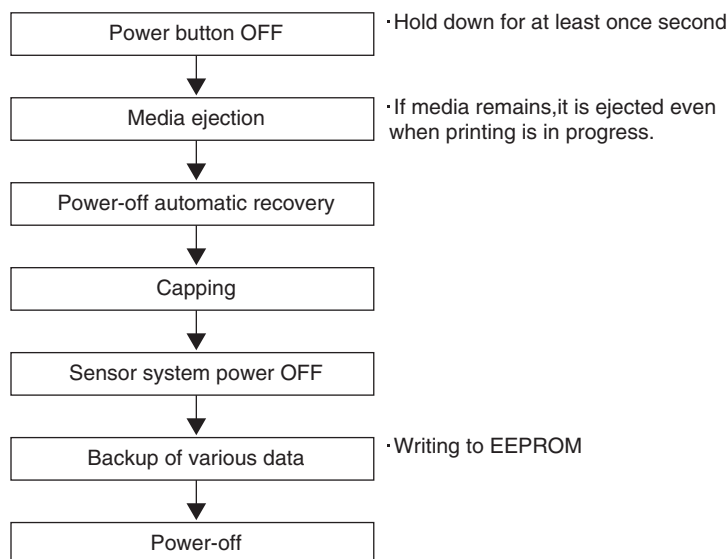 Power button OFF
·Hold down for at least once second
Media ejection
·If media remains,it is ejected even
when printing is in progress.
Power-off automatic recovery
Capping
Sensor system power OFF
Backup of various data
·Writing to EEPROM
Power-off